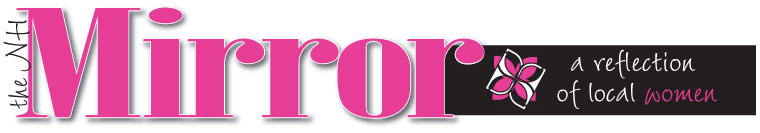 the NH
Mirror
a reflection
of local women